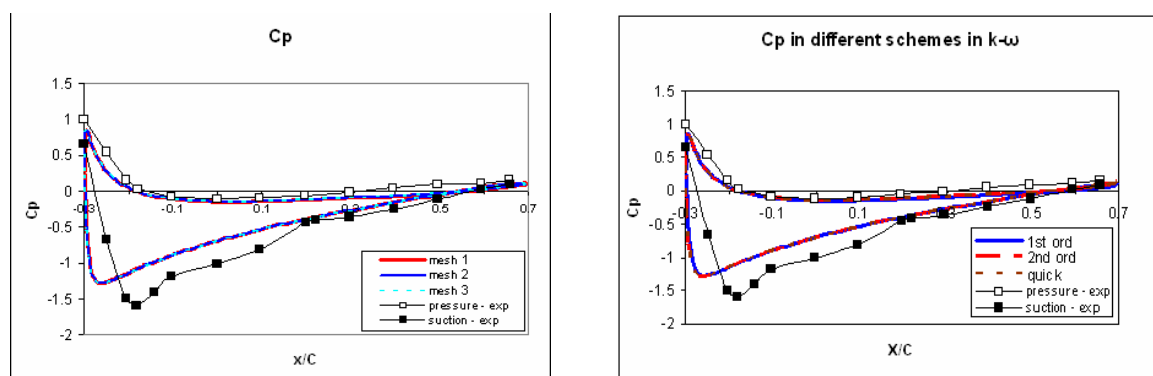 Cp
1.5
1
0.5
0
-0.5
-1
-1.5
-2
-0.3
-0.1
0.1
0.3
0.5
0.7
Cp
x/C
mesh 1
mesh 2
mesh 3
pressure - exp
suction - exp
Cp in different schemes in k-ω
1.5
1
0.5
0
-0.5
-1
-1.5
-2
-0.3
-0.1
0.1
0.3
0.5
0.7
Cp
X/C
1st ord
2nd ord
quick
pressure - exp
suction - exp